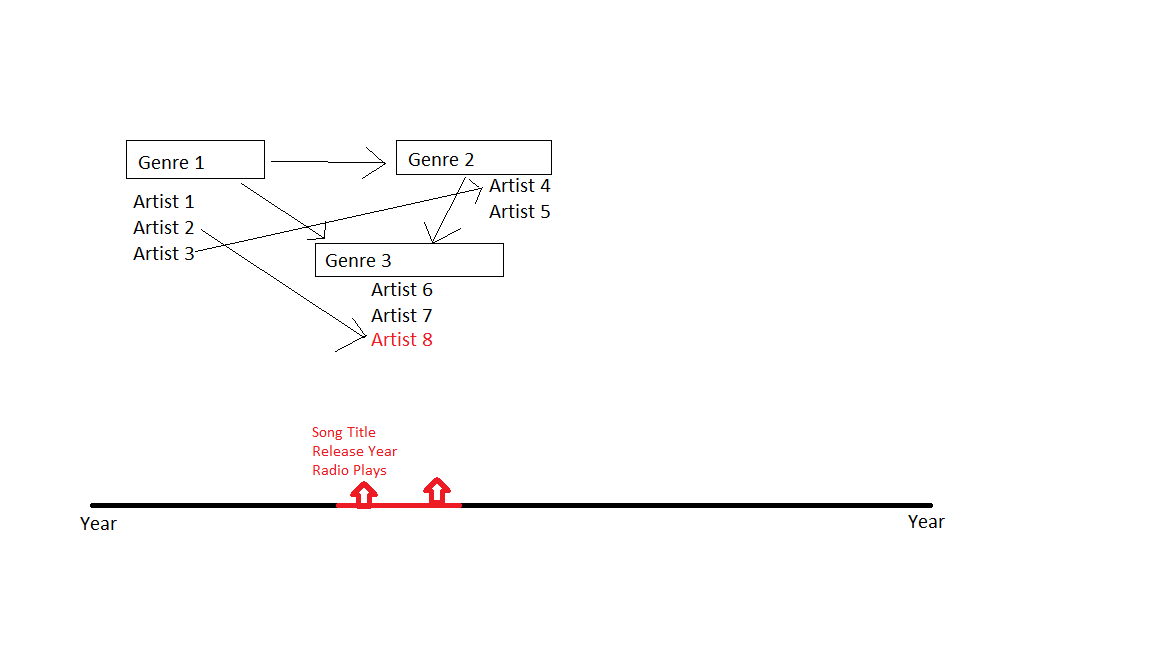 Genre 1
Artist 1
Artist 2
Artist 3
Genre 2
Artist 4
Artist 5
Genre 3
Artist 6
Artist 7
Artist 8
Song Title
Release Year
Radio Plays
Year
Year